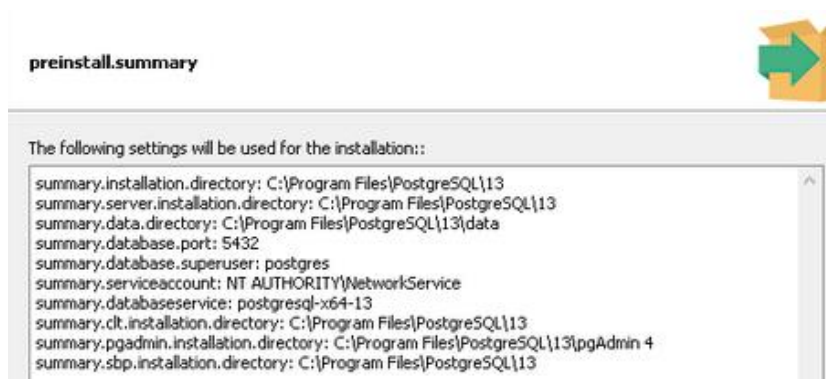 preinstall.summary
The following settings will be used for the installation::
summary.installation.directory: C:\Program Files\PostgreSQL\13
summary.server.installation.directory: C:\Program Files\PostgreSQL\13
summary.data.directory: C:\Program Files\PostgreSQL\13\data
summary.database.port: 5432
summary.database.superuser: postgres
summary.serviceaccount: NT AUTHORITY\NetworkService
summary.databaseservice: postgresql-x64-13
summary.clt.installation.directory: C:\Program Files\PostgreSQL\13
summary.pgadmin.installation.directory: C:\Program Files\PostgreSQL\13\pgAdmin 4
summary.sbp.installation.directory: C:\Program Files\PostgreSQL\13